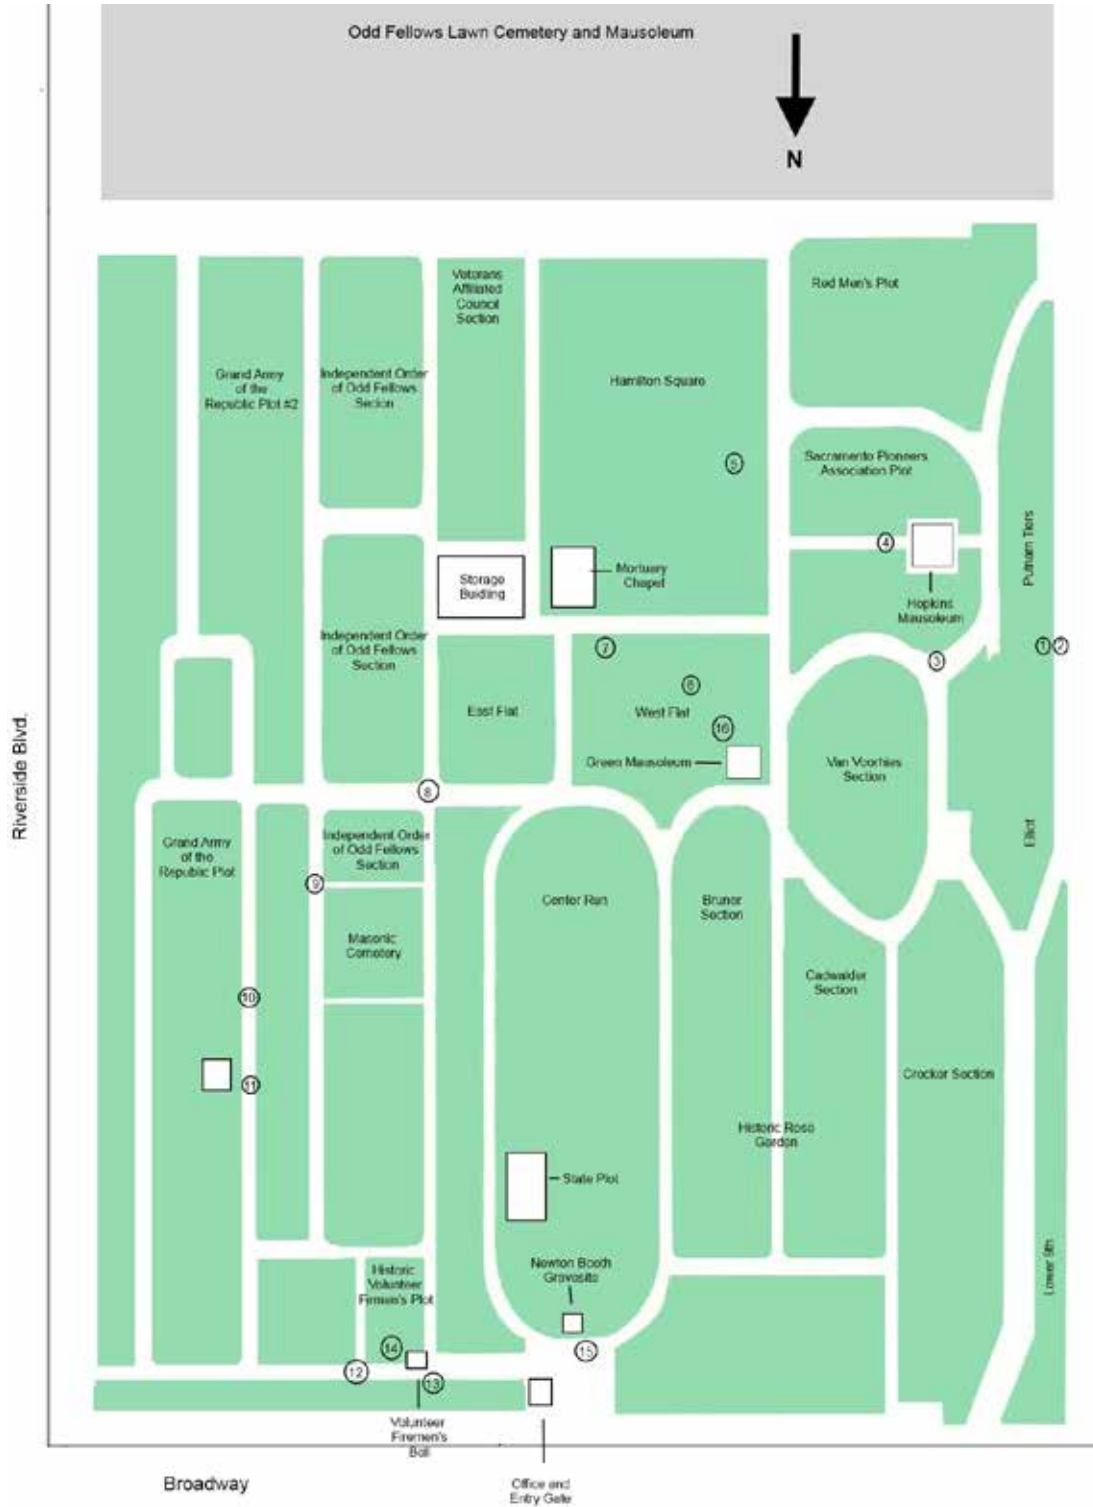 Odd Fellows Lawn Cemetery and Mausoleum
N
Red Men's Plot
Veterans
Affiliated
Council
Section
Grand Army
of the
Republic Plot #2
Independent Order
of Odd Fellows
Secion
Hamilton Square
5
Sacramento Pioneers
Association Plot
4
Putnam Tiers
Storage
Building
Mortuary
Chapel
Hopkins
Mausoleum
Independent Order
of Odd Fellows
Section
7
3
1
2
6
East Flat
West Flat
16
Green Mausoleum
Van Voorhies
Section
Riverside Blvd.
8
Elliot
Grand Army
of the
Republic Plot
Independent Order
of Odd Fellows
Section
9
Center Run
Bruner
Section
Masonic
Cemetery
Cadwalder
Section
10
11
Crocker Section
Historic Rose
Garden
State Plot
Historic
Volunteer
Firmen's Plot
Newton Booth
Gravesite
Lower 9th
14
12
13
15
Volunteer
Firemen's
Bell
Broadway
Office and
Entry Gate